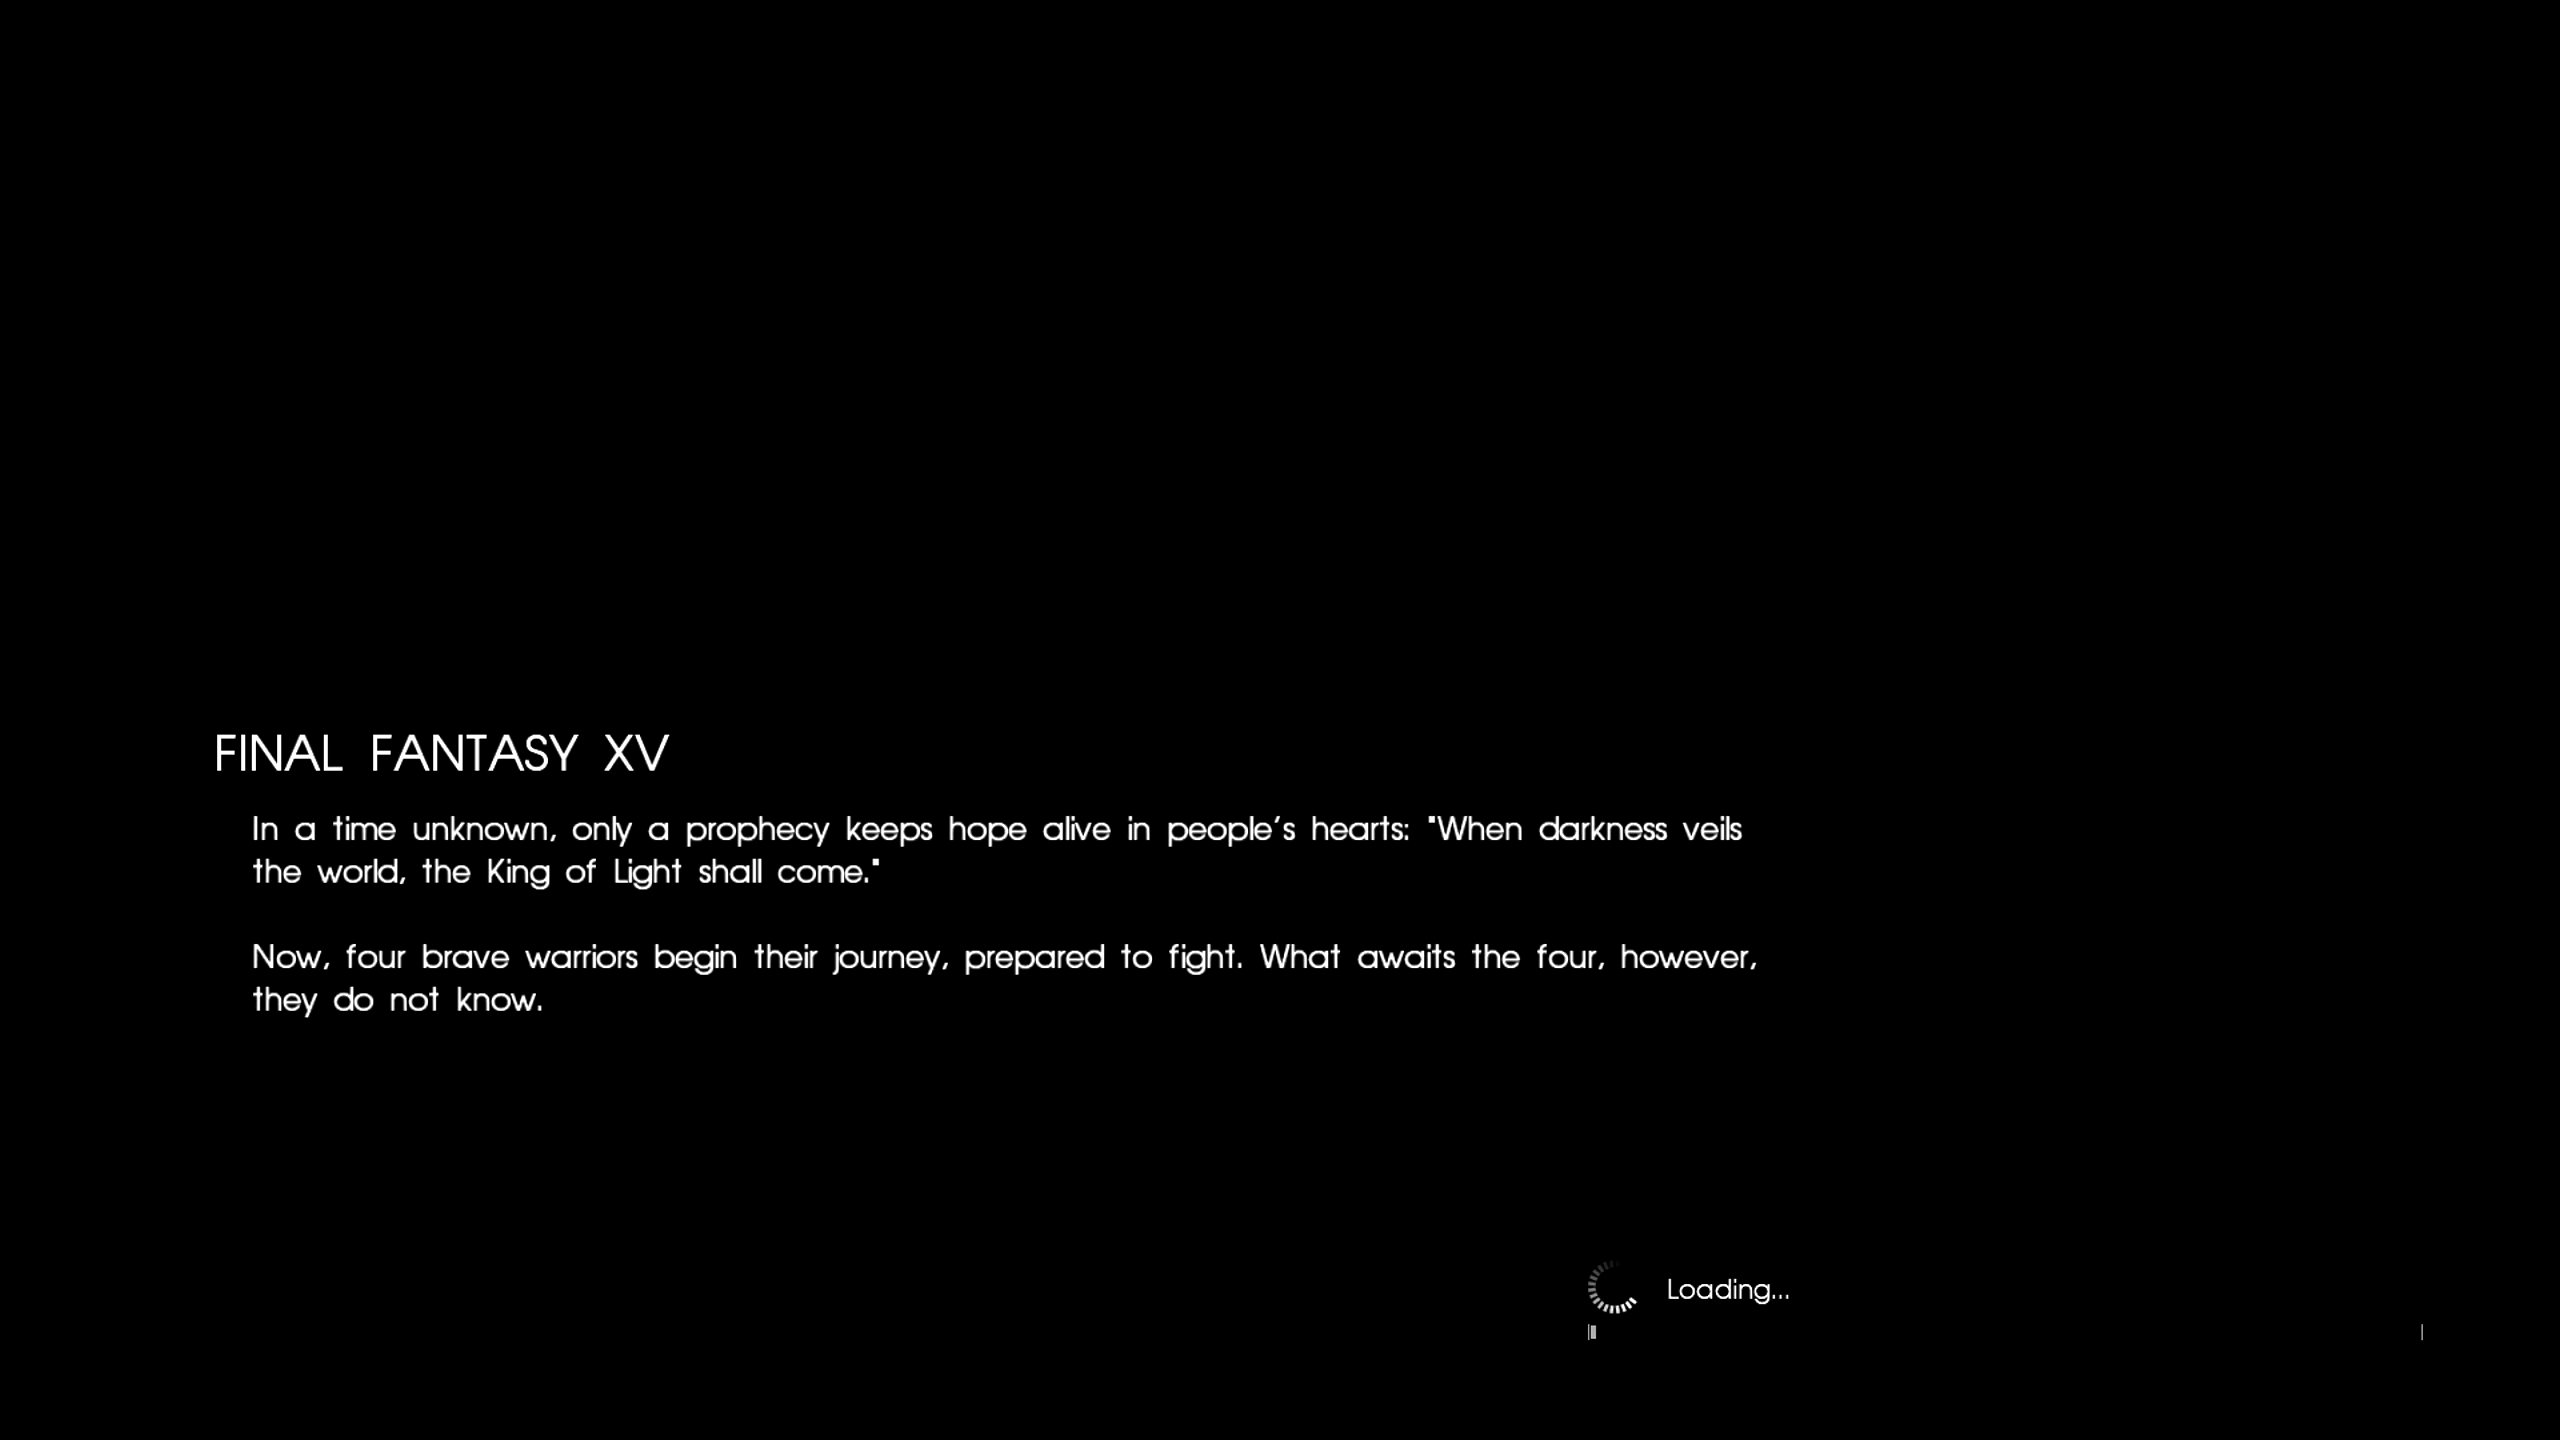 FINAL FANTASY XV
In a time unknown, only a prophecy keeps hope alive in people's hearts: "When darkness veils
the world, the King of Light shall come."
Now, four brave warriors begin their journey, prepared to fight. What awaits the four, however,
they do not know.
Loading...